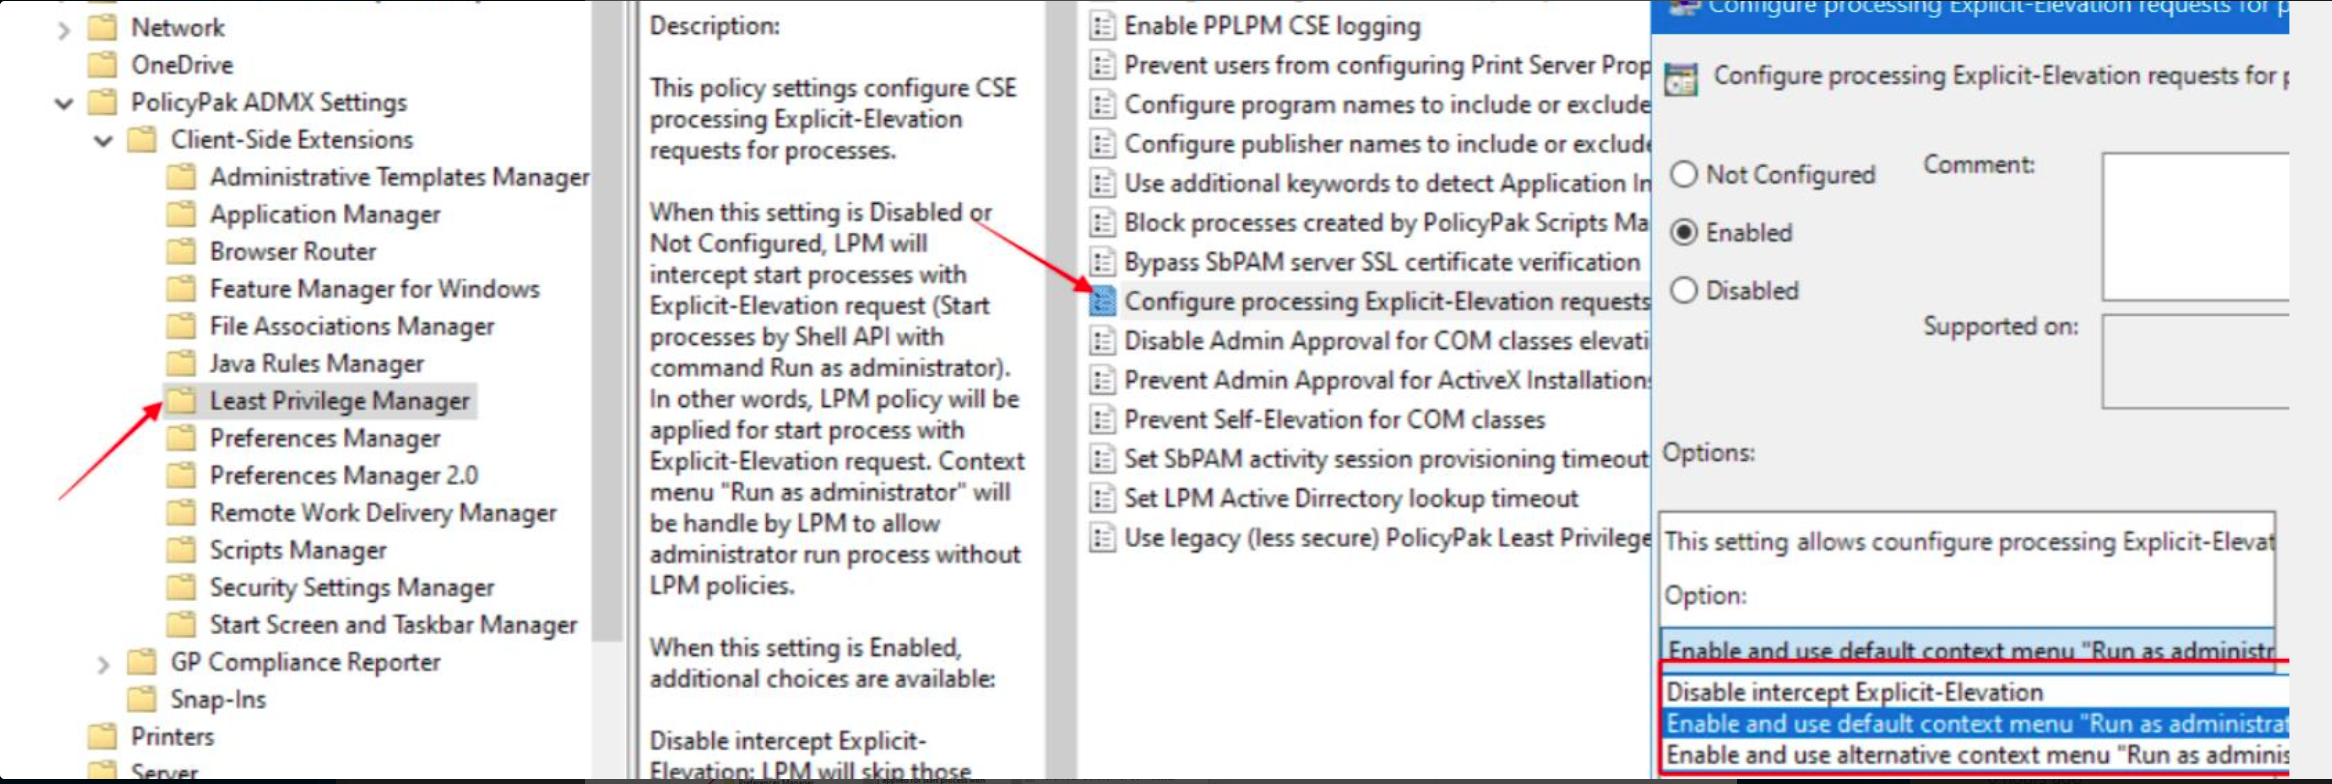 Network
OneDrive
PolicyPak ADMX Settings
Client-Side Extensions
Administrative Templates Manager
Application Manager
Browser Router
Feature Manager for Windows
File Associations Manager
Java Rules Manager
Least Privilege Manager
Preferences Manager
Preferences Manager 2.0
Remote Work Delivery Manager
Scripts Manager
Security Settings Manager
Start Screen and Taskbar Manager
GP Compliance Reporter
Snap-Ins
Printers
Server
Description:
This policy settings configure CSE
processing Explicit-Elevation
requests for processes.
When this setting is Disabled or
Not Configured, LPM will
intercept start processes with
Explicit-Elevation request (Start
processes by Shell API with
command Run as administrator).
In other words, LPM policy will be
applied for start process with
Explicit-Elevation request. Context
menu "Run as administrator" will
be handle by LPM to allow
administrator run process without
LPM policies.
When this setting is Enabled,
additional choices are available:
Disable intercept Explicit-
Elevation: LPM will skip those
Enable PPLPM CSE logging
Prevent users from configuring Print Server Prop
Configure program names to include or exclude
Configure publisher names to include or exclude
Use additional keywords to detect Application In
Block processes created by PolicyPak Scripts Ma
Bypass SbPAM server SSL certificate verification
Configure processing Explicit-Elevation requests
Disable Admin Approval for COM classes elevati
Prevent Admin Approval for ActiveX Installation
Prevent Self-Elevation for COM classes
Set SbPAM activity session provisioning timeout
Set LPM Active Dirrectory lookup timeout
Use legacy (less secure) PolicyPak Least Privilege
Configure processing Explicit-Elevation requests for p
Configure processing Explicit-Elevation requests for p
Not Configured
Comment:
Enabled
Disabled
Supported on:
Options:
This setting allows counfigure processing Explicit-Elevat
Option:
Enable and use default context menu "Run as administr
Disable intercept Explicit-Elevation
Enable and use default context menu "Run as administrat
Enable and use alternative context menu "Run as adminis